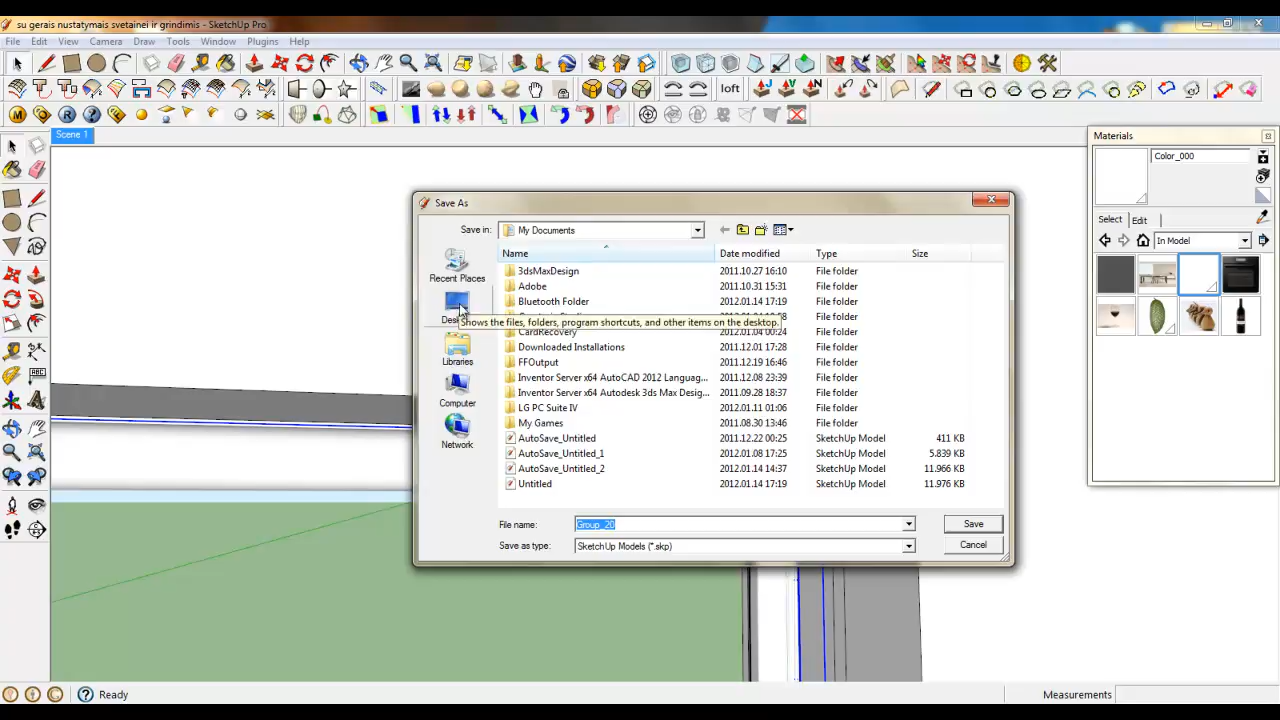 su gerais nustatymais svetainei ir grindimis - SketchUp Pro
File Edit View Camera Draw Tools Window Plugins Help
loft
Scene 1
Materials
Color_000
Select Edit
In Model
Save As
Save in: My Documents
Name Date modified Type Size
Recent Places
Libraries
Computer
Network
3dsMaxDesign 2011.10.27 16:10 File folder
Adobe 2011.10.31 15:31 File folder
Bluetooth Folder 2012.01.14 17:19 File folder
File folder
Shows the files, folders, program shortcuts, and other items on the desktop.
CardRecovery 2012.01.04 00:24 File folder
Downloaded Installations 2011.12.01 17:28 File folder
FFOutput 2011.12.19 16:46 File folder
Inventor Server x64 AutoCAD 2012 Languag... 2011.12.08 23:39 File folder
Inventor Server x64 Autodesk 3ds Max Desig... 2011.09.28 18:37 File folder
LG PC Suite IV 2012.01.11 01:06 File folder
My Games 2011.08.30 13:46 File folder
AutoSave_Untitled 2011.12.22 00:25 SketchUp Model 411 KB
AutoSave_Untitled_1 2012.01.08 17:25 SketchUp Model 5.839 KB
AutoSave_Untitled_2 2012.01.14 14:37 SketchUp Model 11.966 KB
Untitled 2012.01.14 17:19 SketchUp Model 11.976 KB
File name: Group_20 Save
Save as type: SketchUp Models (*.skp) Cancel
Ready
Measurements